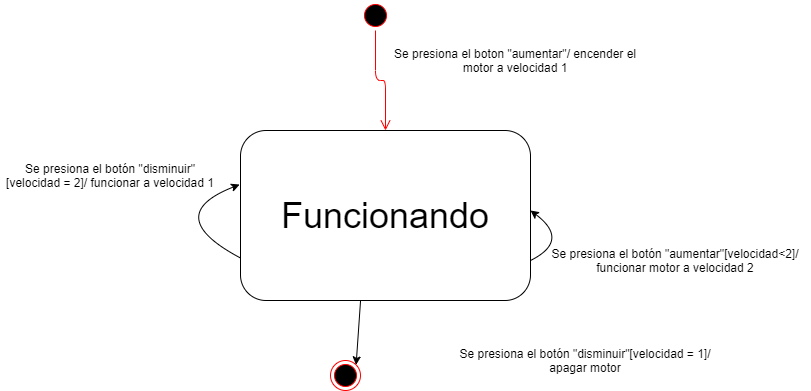 Se presiona el boton "aumentar"/ encender el
motor a velocidad 1
Se presiona el botón "disminuir"
[velocidad = 2]/ funcionar a velocidad 1
Funcionando
Se presiona el botón "aumentar"[velocidad<2]/
funcionar motor a velocidad 2
Se presiona el botón "disminuir"[velocidad = 1]/
apagar motor